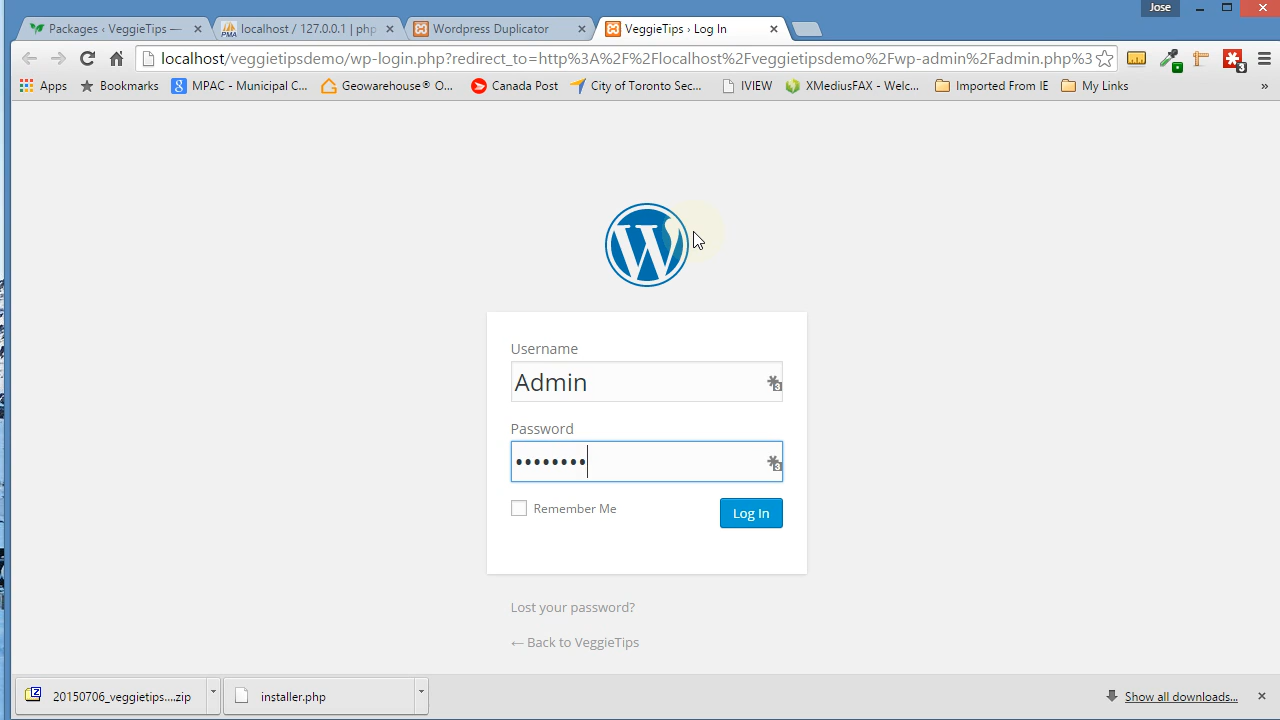 Jose
Packages ‹ VeggieTips —
localhost / 127.0.0.1 | php
Wordpress Duplicator
VeggieTips › Log In
localhost/veggietipsdemo/wp-login.php?redirect_to=http%3A%2F%2Flocalhost%2Fveggietipsdemo%2Fwp-admin%2Fadmin.php%3
Apps
Bookmarks
MPAC - Municipal C...
Geowarehouse® O...
Canada Post
City of Toronto Sec...
IVIEW
XMediusFAX - Welc...
Imported From IE
My Links
»
Username
Admin
Password
••••••••
Remember Me
Log In
Lost your password?
← Back to VeggieTips
20150706_veggietips....zip
installer.php
Show all downloads...